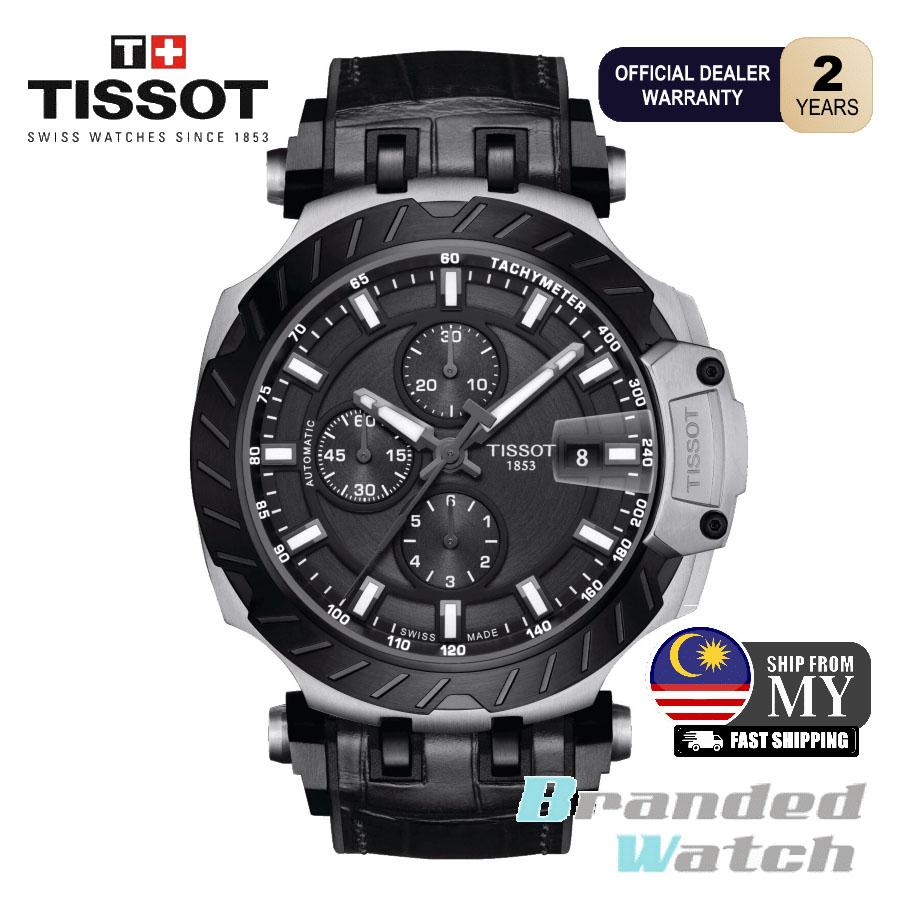 T+
TISSOT
SWISS WATCHES SINCE 1853
OFFICIAL DEALER
WARRANTY
2
YEARS
60
TACHYMETER
65
70
75
80
85
90
100
120
140
160
180
200
240
300
400
30
20
10
AUTOMATIC
60
45
15
30
TISSOT
1853
8
TISSOT
6
5
1
4
2
3
SWISS MADE
SHIP FROM
MY
FAST SHIPPING
Branded
Watch